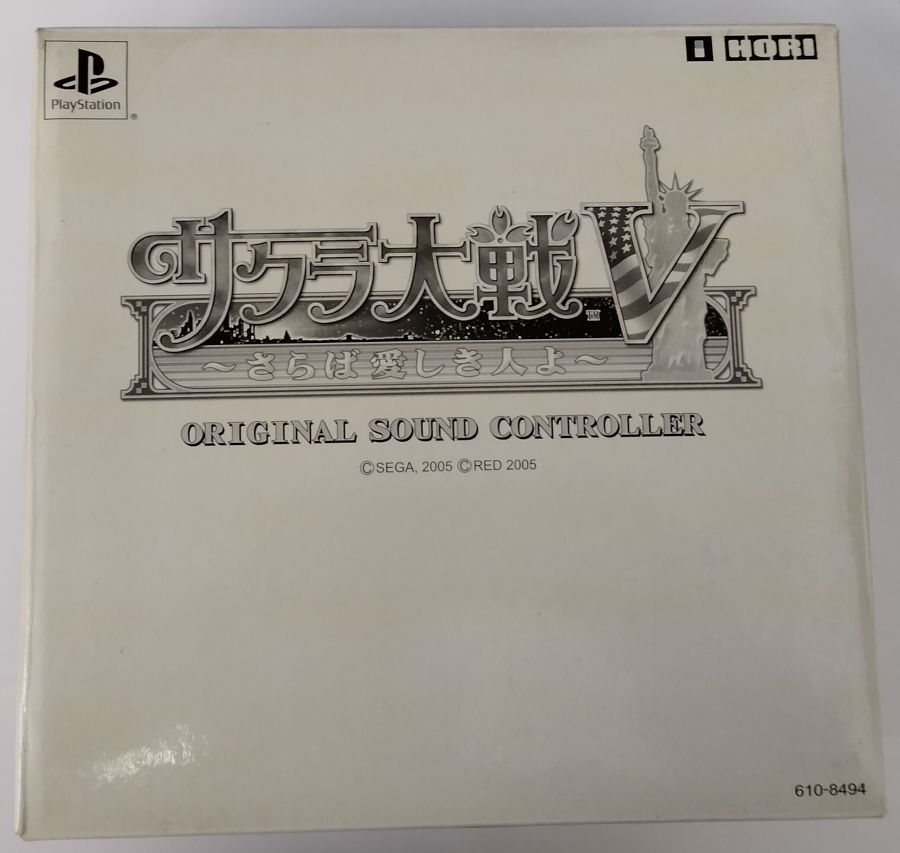 PlayStation
HORI
サクラ大戦V
TM
～さらば愛しき人よ～
ORIGINAL SOUND CONTROLLER
©SEGA, 2005 ©RED 2005
610-8494